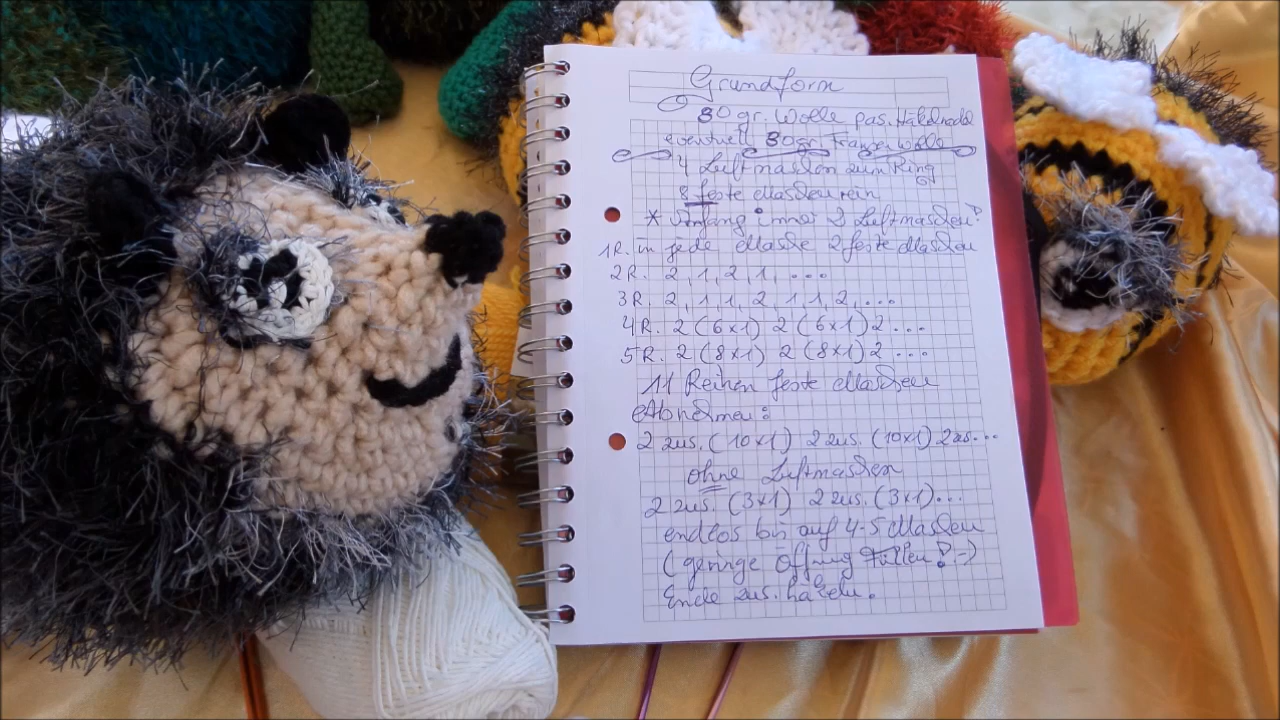 Grundform
80 gr. Wolle pas. Häkelnadel
eventuell 80 gr. Franzenwolle
4 Luftmaschen zum Ring
8 feste Maschen rein
* Anfang immer 2 Luftmaschen!
1R. in jede Masche 2 feste Maschen
2R. 2, 1, 2, 1, ...
3R. 2, 1, 1, 2, 1, 1, 2, ...
4R. 2 (6x1) 2 (6x1) 2 ...
5R. 2 (8x1) 2 (8x1) 2 ...
11 Reihen feste Maschen
Abnehmen:
2 zus. (10x1) 2 zus. (10x1) 2 zus...
ohne Luftmaschen
2 zus. (3x1) 2 zus. (3x1)...
endlos bis auf 4-5 Maschen
(geringe Öffnung Füllen! :-)
Ende zus. häkeln.